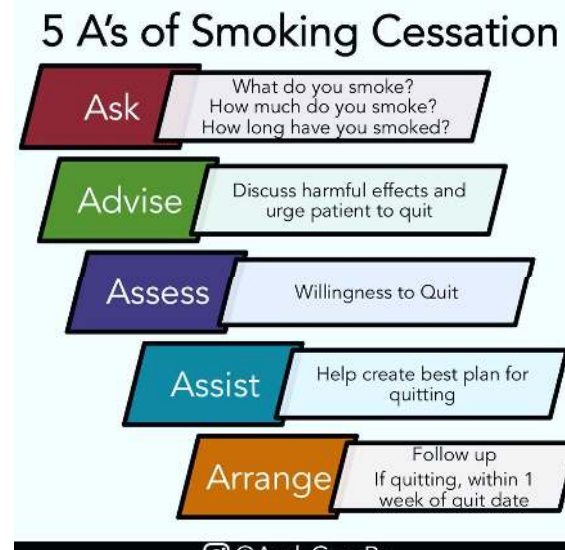 5 A's of Smoking Cessation
Ask
What do you smoke?
How much do you smoke?
How long have you smoked?
Advise
Discuss harmful effects and
urge patient to quit
Assess
Willingness to Quit
Assist
Help create best plan for
quitting
Arrange
Follow up
If quitting, within 1
week of quit date